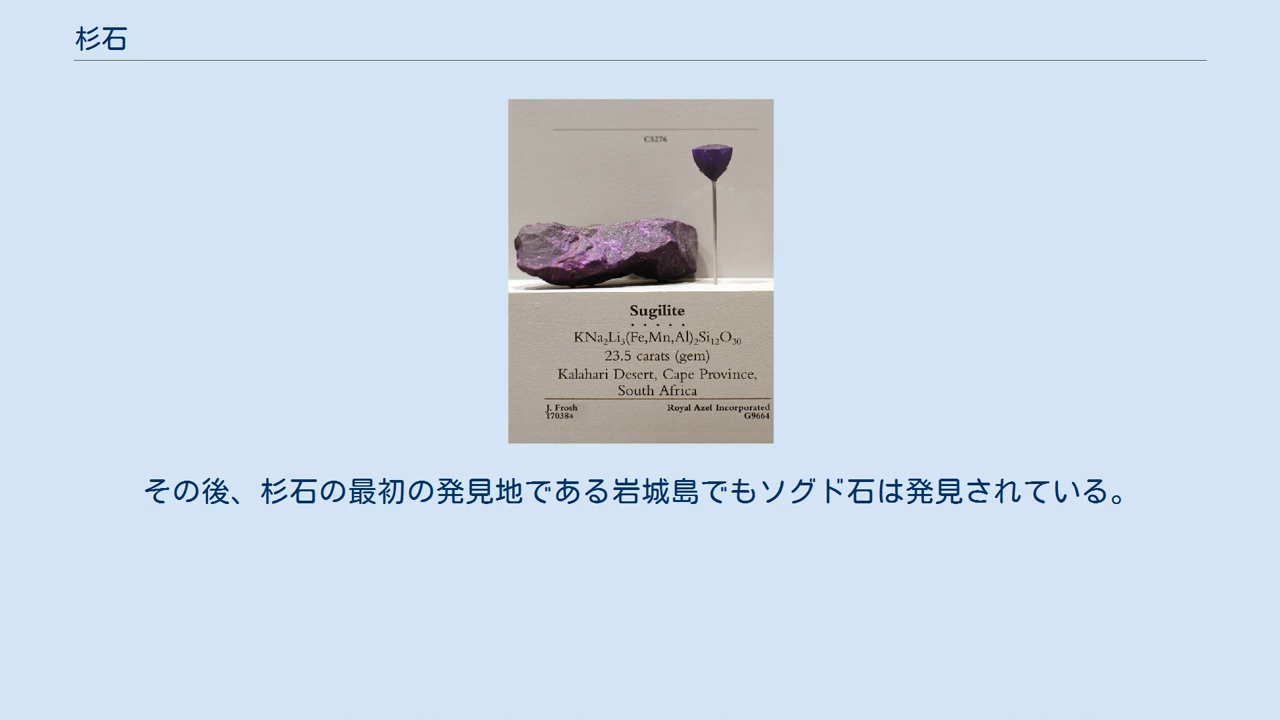 杉石
C5276
Sugilite
KNa₂Li₃(Fe,Mn,Al)₂Si₁₂O₃₀
23.5 carats (gem)
Kalahari Desert, Cape Province,
South Africa
J. Frosh
170384
Royal Azel Incorporated
G9664
その後、杉石の最初の発見地である岩城島でもソグド石は発見されている。